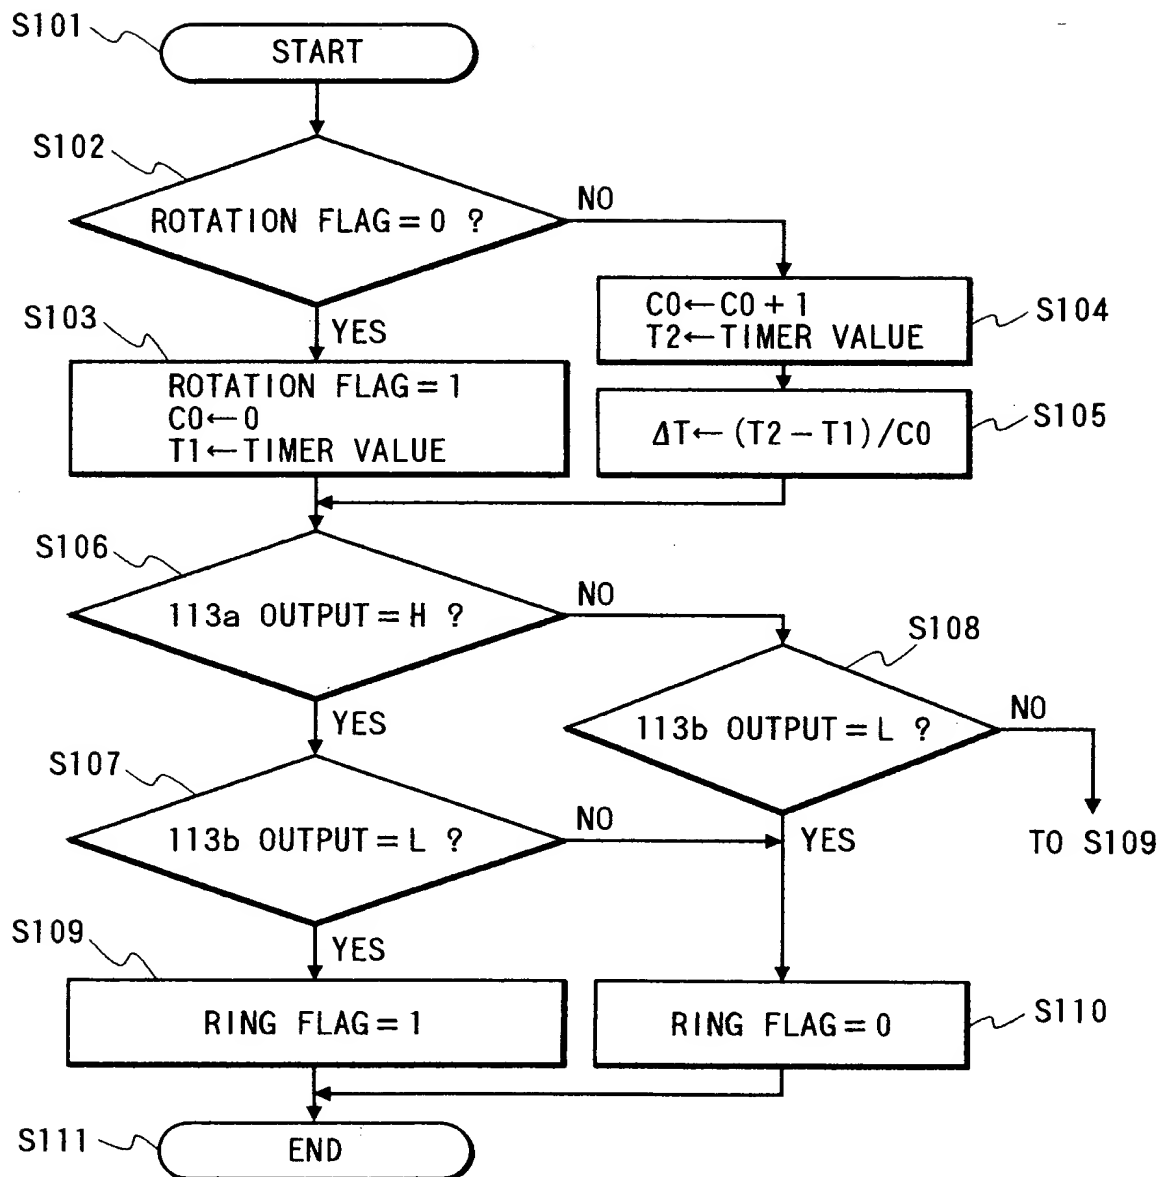 S101
START
S102
ROTATION FLAG=0 ?
NO
YES
S103
ROTATION FLAG=1
C0←0
T1←TIMER VALUE
C0←C0+1
T2←TIMER VALUE
S104
ΔT←(T2-T1)/C0
S105
S106
113a OUTPUT=H ?
NO
YES
S108
113b OUTPUT=L ?
NO
YES
TO S109
S107
113b OUTPUT=L ?
NO
YES
S109
RING FLAG=1
RING FLAG=0
S110
S111
END